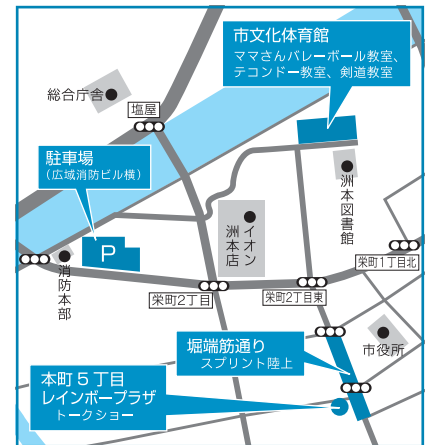 市文化体育館
ママさんバレーボール教室、
テコンドー教室、剣道教室
総合庁舎
塩屋
駐車場
(広域消防ビル横)
洲本図書館
イオン
洲本店
P
消防本部
栄町1丁目北
栄町2丁目
栄町2丁目東
堀端筋通り
スプリント陸上
市役所
本町5丁目
レインボープラザ
トークショー